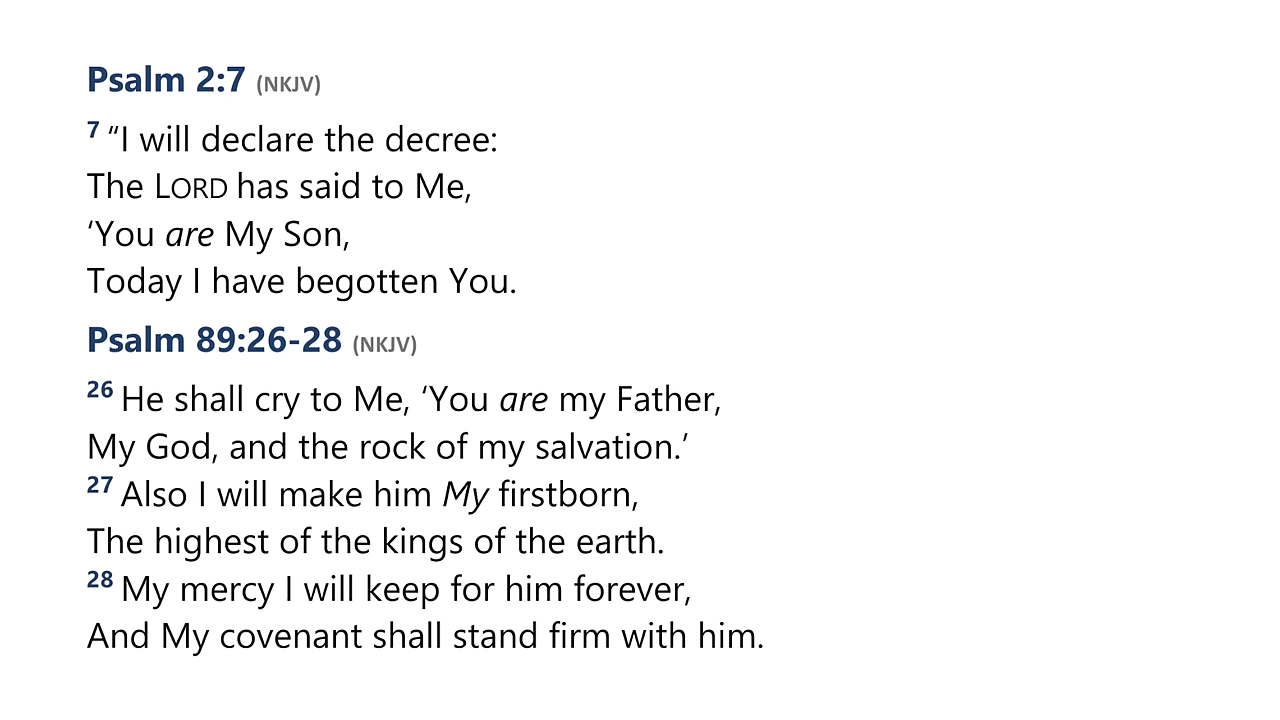 Psalm 2:7 (NKJV)
7 “I will declare the decree:
The LORD has said to Me,
‘You are My Son,
Today I have begotten You.
Psalm 89:26-28 (NKJV)
26 He shall cry to Me, ‘You are my Father,
My God, and the rock of my salvation.’
27 Also I will make him My firstborn,
The highest of the kings of the earth.
28 My mercy I will keep for him forever,
And My covenant shall stand firm with him.